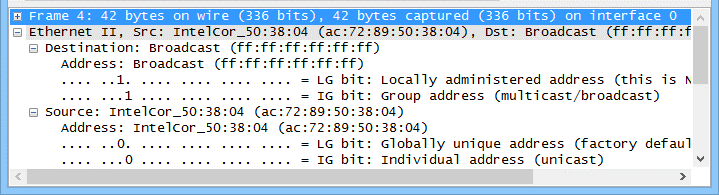 Frame 4: 42 bytes on wire (336 bits), 42 bytes captured (336 bits) on interface 0
Ethernet II, Src: IntelCor_50:38:04 (ac:72:89:50:38:04), Dst: Broadcast (ff:ff:ff:f
Destination: Broadcast (ff:ff:ff:ff:ff:ff)
Address: Broadcast (ff:ff:ff:ff:ff:ff)
.... ..1. .... .... .... .... = LG bit: Locally administered address (this is N
.... ...1 .... .... .... .... = IG bit: Group address (multicast/broadcast)
Source: IntelCor_50:38:04 (ac:72:89:50:38:04)
Address: IntelCor_50:38:04 (ac:72:89:50:38:04)
.... ..0. .... .... .... .... = LG bit: Globally unique address (factory defau
.... ...0 .... .... .... .... = IG bit: Individual address (unicast)